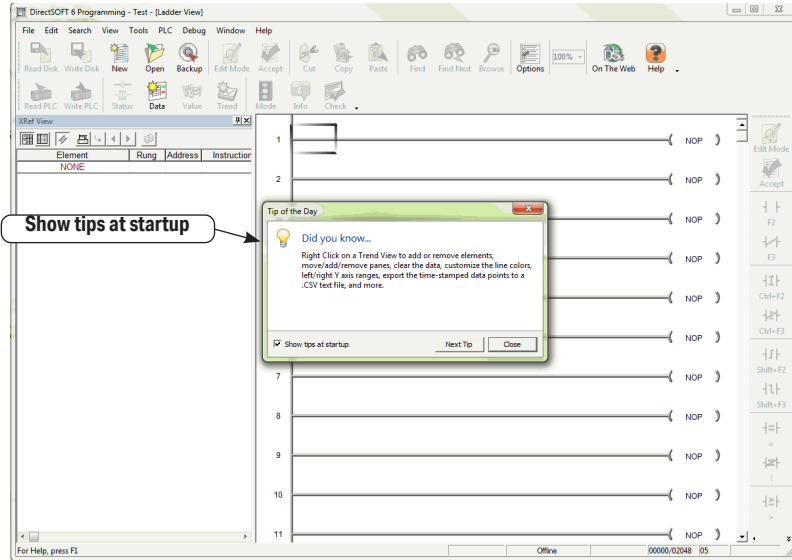 DirectSOFT 6 Programming - Test - [Ladder View]
File Edit Search View Tools PLC Debug Window Help
Read Disk Write Disk New Open Backup Edit Mode Accept Cut Copy Paste Find Find Next Browse Options 100% On The Web Help
Read PLC Write PLC Status Data Value Trend Mode Info Check
XRef View
Element Rung Address Instruction
NONE
1 NOP
2 NOP
NOP
NOP
NOP
NOP
7 NOP
8 NOP
9 NOP
10 NOP
11 NOP
Show tips at startup
Tip of the Day
Did you know...
Right Click on a Trend View to add or remove elements,
move/add/remove panes, clear the data, customize the line colors,
left/right Y axis ranges, export the time-stamped data points to a
.CSV text file, and more.
Show tips at startup Next Tip Close
Edit Mode
Accept
F2
F3
Ctrl+F2
Ctrl+F3
Shift+F2
Shift+F3
=
!
>
For Help, press F1 Offline 00000/02048 05